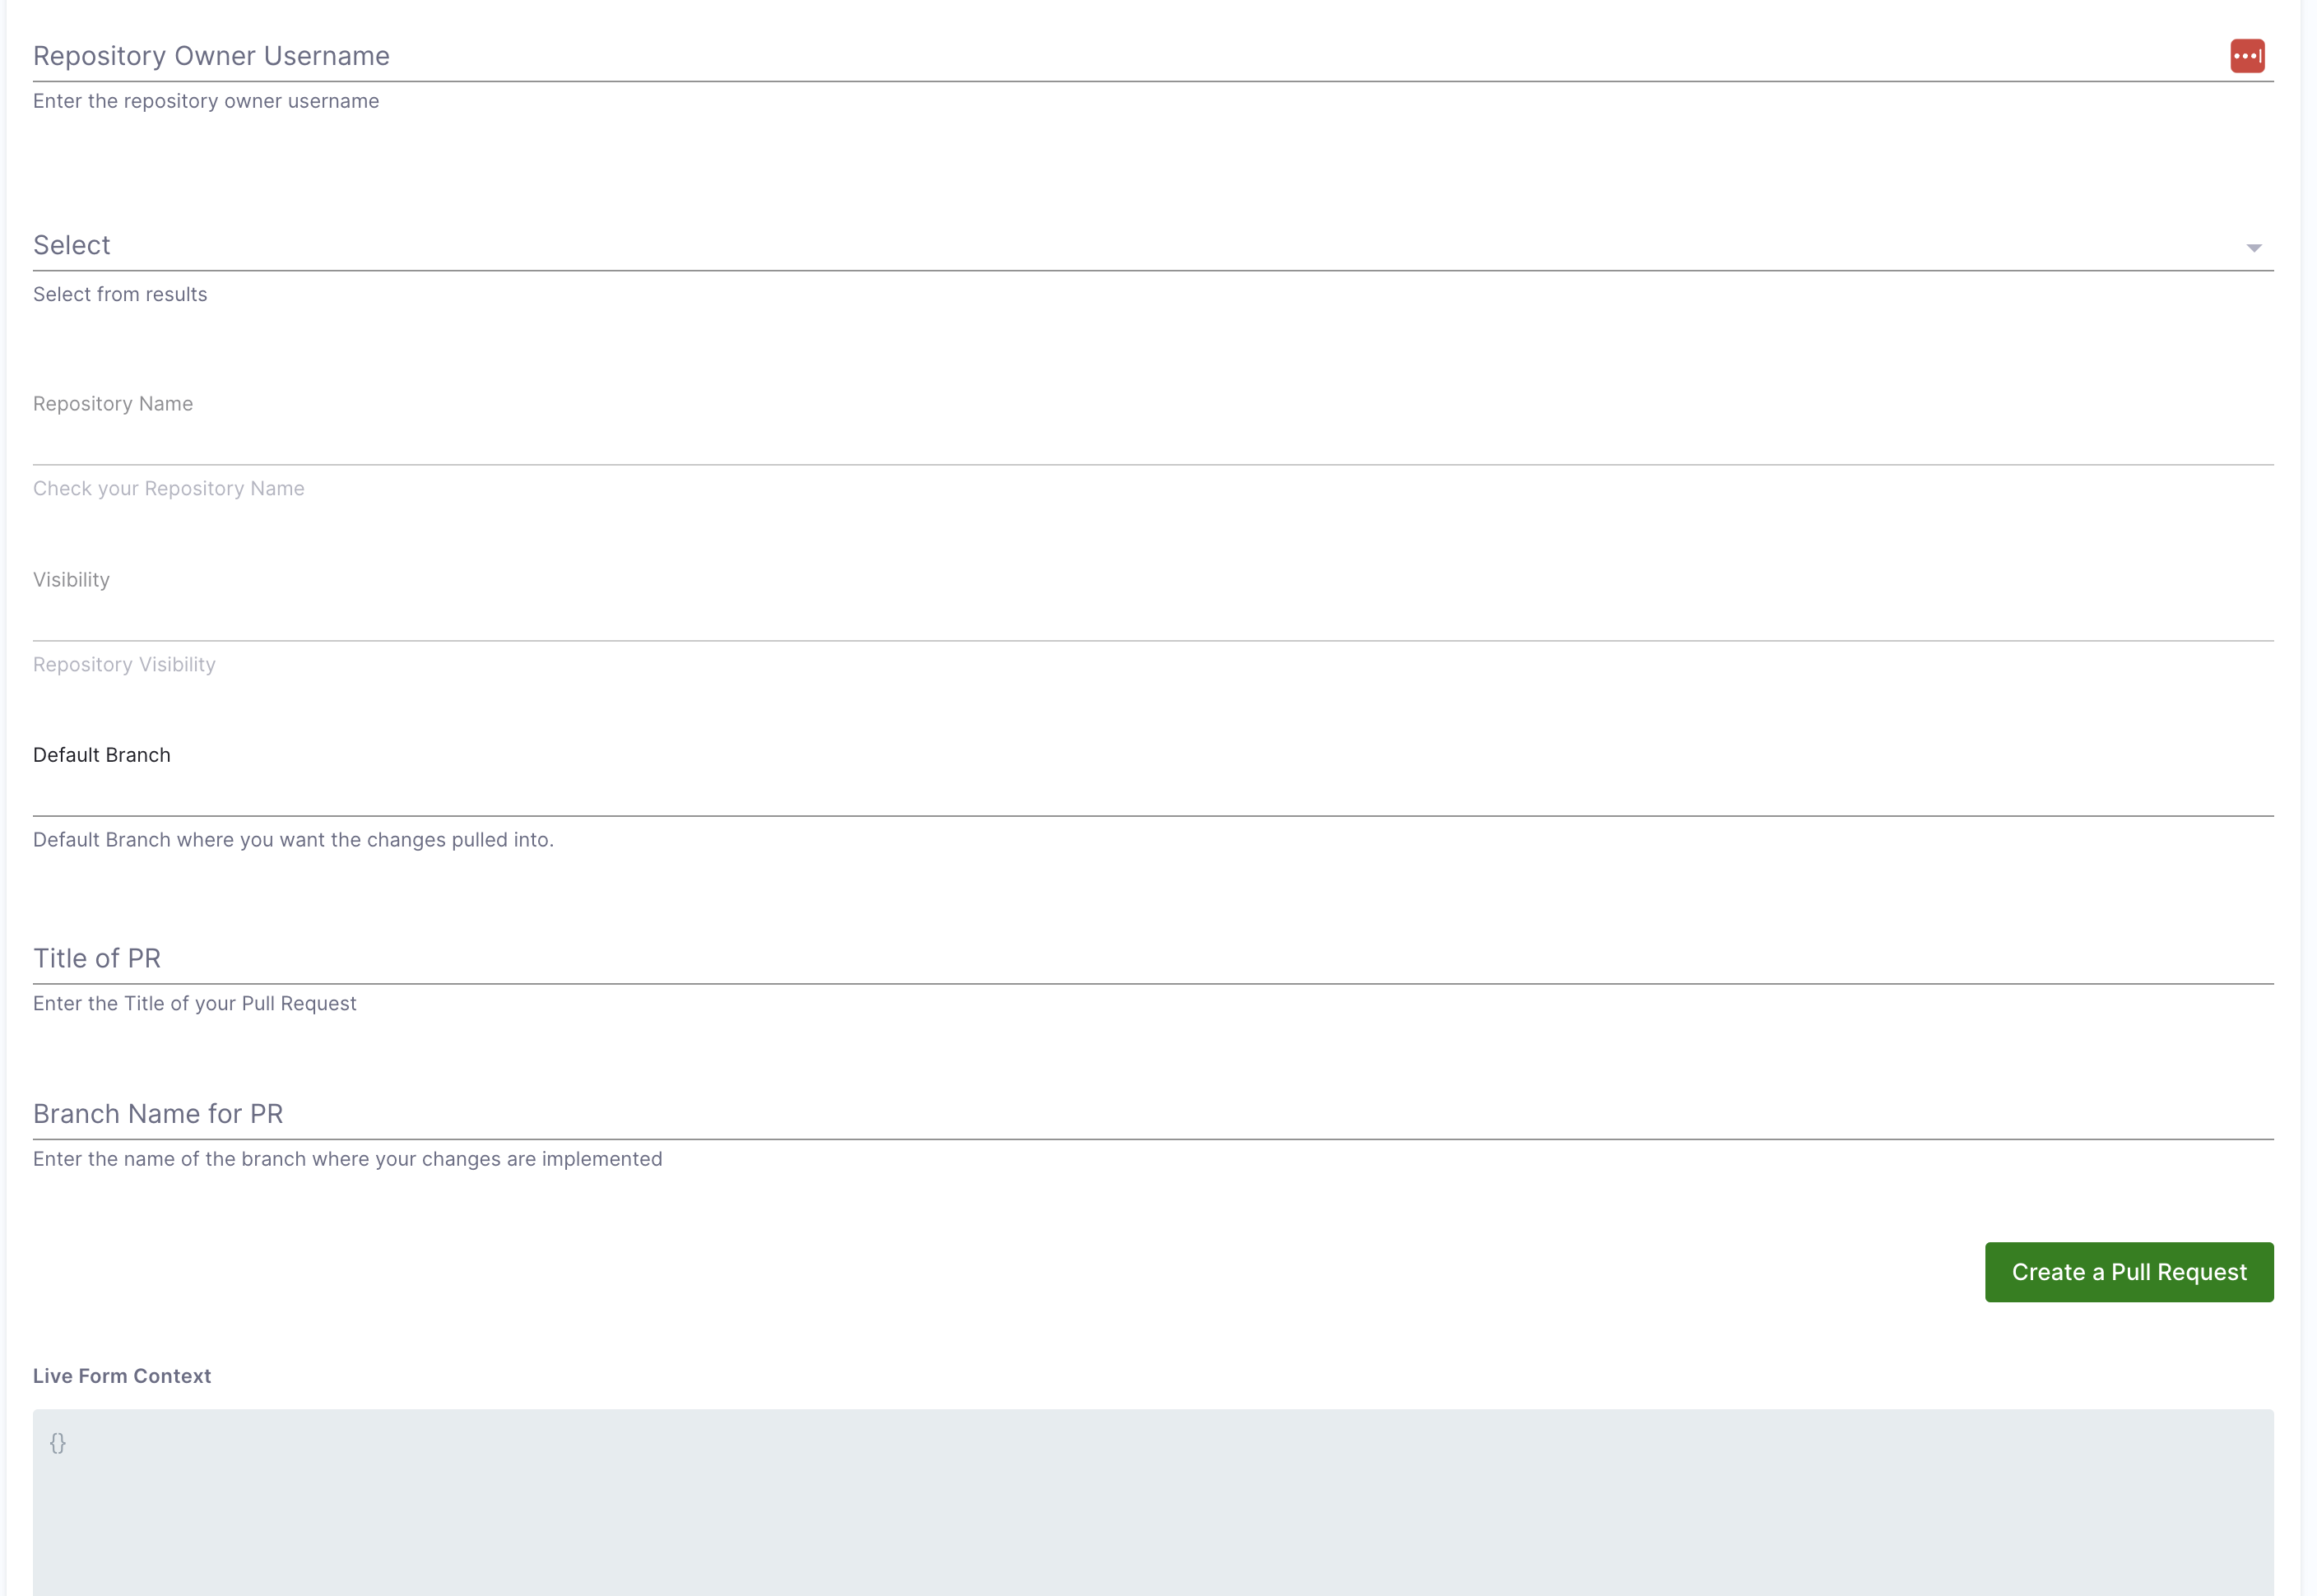 Repository Owner Username
Enter the repository owner username
Select
Select from results
Repository Name
Check your Repository Name
Visibility
Repository Visibility
Default Branch
Default Branch where you want the changes pulled into.
Title of PR
Enter the Title of your Pull Request
Branch Name for PR
Enter the name of the branch where your changes are implemented
Create a Pull Request
Live Form Context
{}